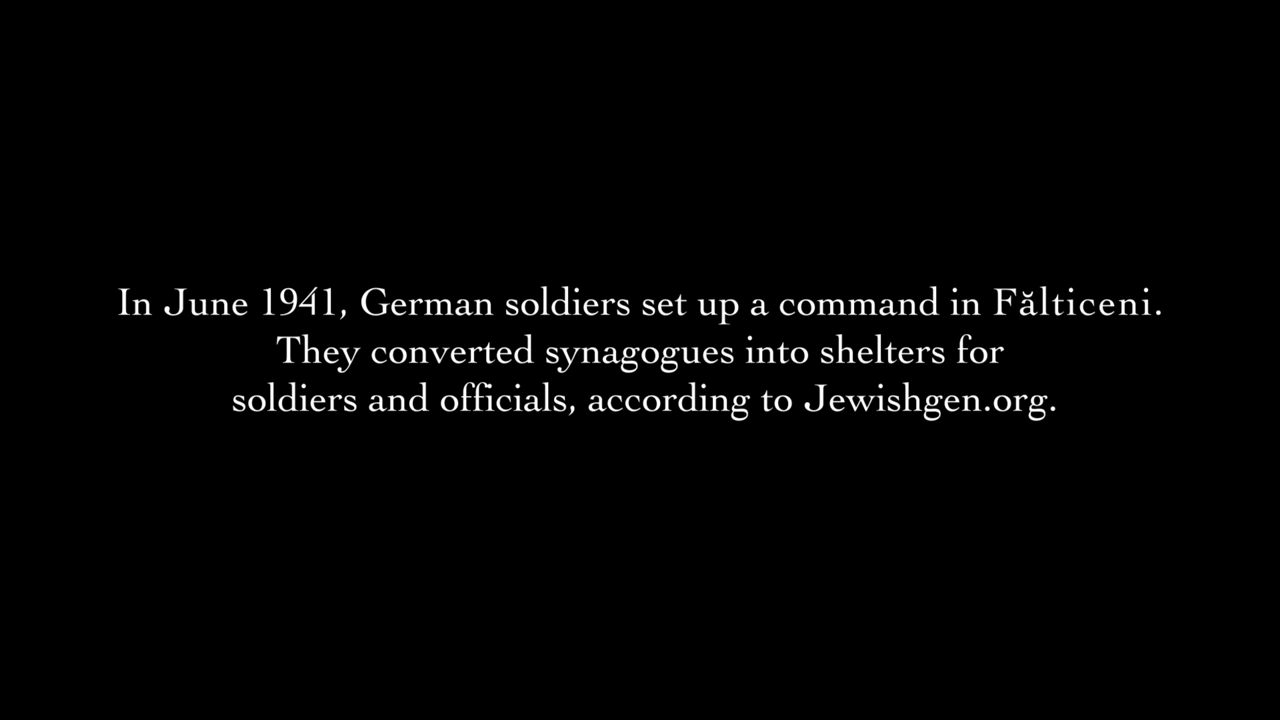 In June 1941, German soldiers set up a command in Fălticeni.
They converted synagogues into shelters for
soldiers and officials, according to Jewishgen.org.